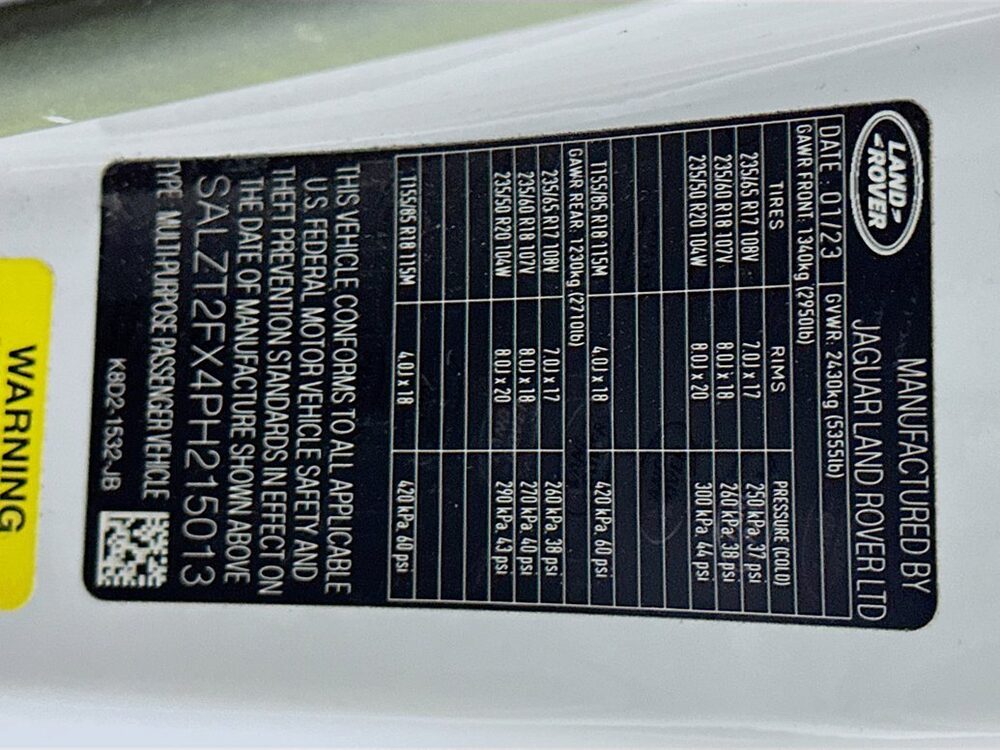 LAND
ROVER
MANUFACTURED BY
JAGUAR LAND ROVER LTD
DATE : 01/23 GVWR: 2430kg (5355lb)
GAWR FRONT: 1340kg (2950lb)
TIRES RIMS PRESSURE (COLD)
235/65 R17 108V 7.0J x 17 250 kPa, 37 psi
235/60 R18 107V 8.0J x 18 260 kPa, 38 psi
235/50 R20 104W 8.0J x 20 300 kPa, 44 psi
T155/85 R18 115M 4.0J x 18 420 kPa, 60 psi
GAWR REAR: 1230kg (2710lb)
235/65 R17 108V 7.0J x 17 260 kPa, 38 psi
235/60 R18 107V 8.0J x 18 270 kPa, 40 psi
235/50 R20 104W 8.0J x 20 290 kPa, 43 psi
T155/85 R18 115M 4.0J x 18 420 kPa, 60 psi
THIS VEHICLE CONFORMS TO ALL APPLICABLE
U.S. FEDERAL MOTOR VEHICLE SAFETY AND
THEFT PREVENTION STANDARDS IN EFFECT ON
THE DATE OF MANUFACTURE SHOWN ABOVE
SALZT2FX4PH215013
TYPE: MULTI-PURPOSE PASSENGER VEHICLE
K8D2-1532-JB
WARNING